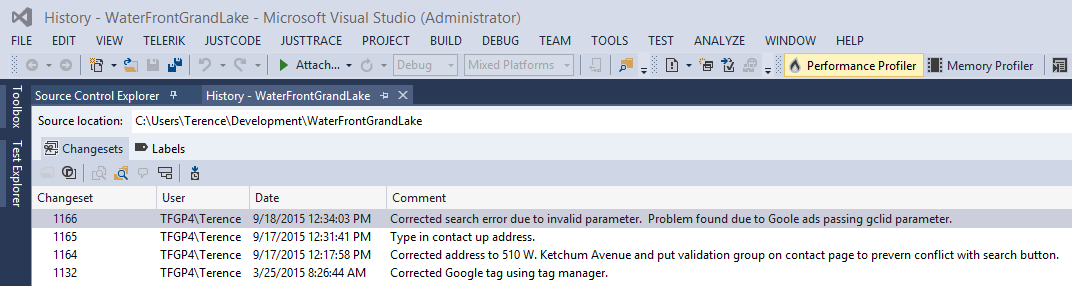 History - WaterFrontGrandLake - Microsoft Visual Studio (Administrator)
FILE EDIT VIEW TELERIK JUSTCODE JUSTTRACE PROJECT BUILD DEBUG TEAM TOOLS TEST ANALYZE WINDOW HELP
Attach... Debug Mixed Platforms Performance Profiler Memory Profiler
Toolbox
Test Explorer
Source Control Explorer History - WaterFrontGrandLake
Source location: C:\Users\Terence\Development\WaterFrontGrandLake
Changesets Labels
Changeset User Date Comment
1166 TFGP4\Terence 9/18/2015 12:34:03 PM Corrected search error due to invalid parameter.  Problem found due to Goole ads passing gclid parameter.
1165 TFGP4\Terence 9/17/2015 12:31:41 PM Type in contact up address.
1164 TFGP4\Terence 9/17/2015 12:17:58 PM Corrected address to 510 W. Ketchum Avenue and put validation group on contact page to prevern conflict with search button.
1132 TFGP4\Terence 3/25/2015 8:26:44 AM Corrected Google tag using tag manager.